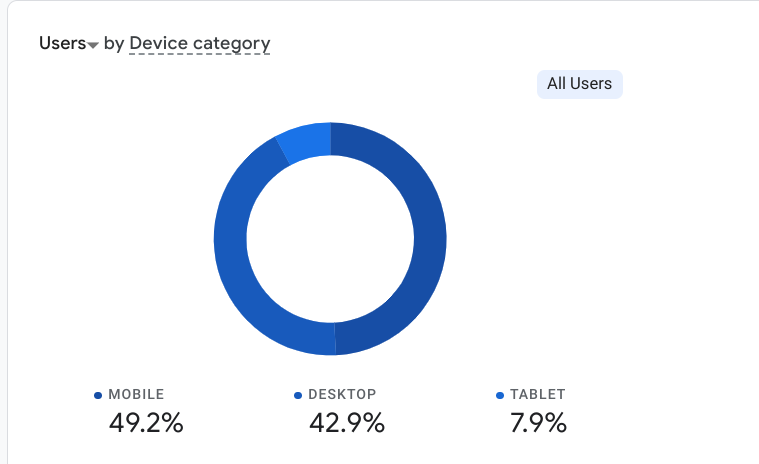 Users by Device category
All Users
MOBILE DESKTOP TABLET
49.2% 42.9% 7.9%